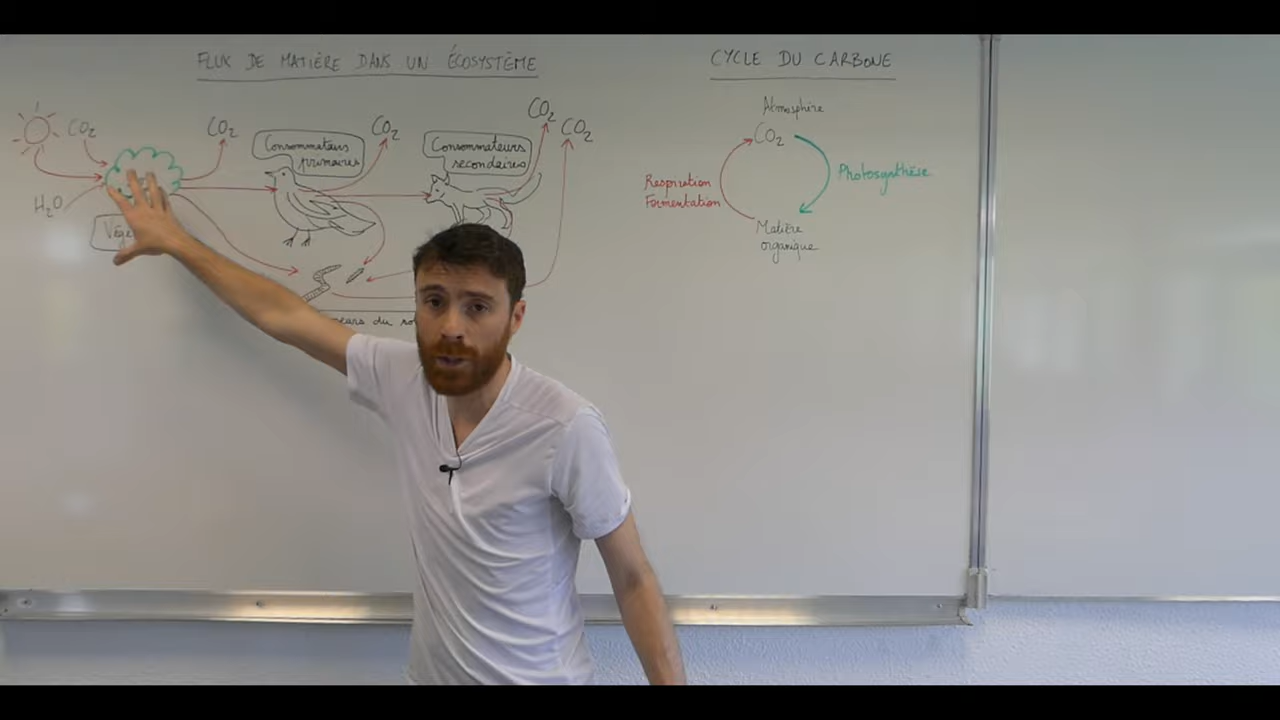 FLUX DE MATIÈRE DANS UN ÉCOSYSTÈME
CO2
H2O
CO2
Consommateurs
primaires
CO2
Consommateurs
secondaires
CO2
CO2
du
CYCLE DU CARBONE
Atmosphère
CO2
Photosynthèse
Respiration
Fermentation
Matière
organique